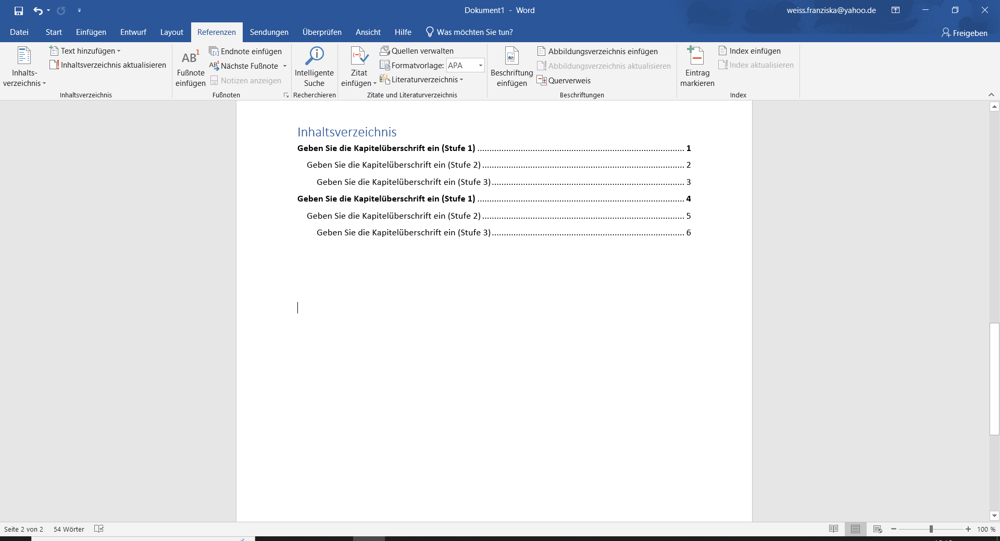 Dokument1 - Word
weiss.franziska@yahoo.de
Datei Start Einfügen Entwurf Layout Referenzen Sendungen Überprüfen Ansicht Hilfe Was möchten Sie tun? Freigeben
Inhalts-
verzeichnis
Text hinzufügen
Inhaltsverzeichnis aktualisieren
Inhaltsverzeichnis
AB1
Fußnote
einfügen
Endnote einfügen
Nächste Fußnote
Notizen anzeigen
Fußnoten
Intelligente
Suche
Recherchieren
Zitat
einfügen
Quellen verwalten
Formatvorlage: APA
Literaturverzeichnis
Zitate und Literaturverzeichnis
Beschriftung
einfügen
Abbildungsverzeichnis einfügen
Abbildungsverzeichnis aktualisieren
Querverweis
Beschriftungen
Eintrag
markieren
Index einfügen
Index aktualisieren
Index
Inhaltsverzeichnis
Geben Sie die Kapitelüberschrift ein (Stufe 1) ........ 1
Geben Sie die Kapitelüberschrift ein (Stufe 2) ........ 2
Geben Sie die Kapitelüberschrift ein (Stufe 3) ........ 3
Geben Sie die Kapitelüberschrift ein (Stufe 1) ........ 4
Geben Sie die Kapitelüberschrift ein (Stufe 2) ........ 5
Geben Sie die Kapitelüberschrift ein (Stufe 3) ........ 6
Seite 2 von 2 54 Wörter
100 %